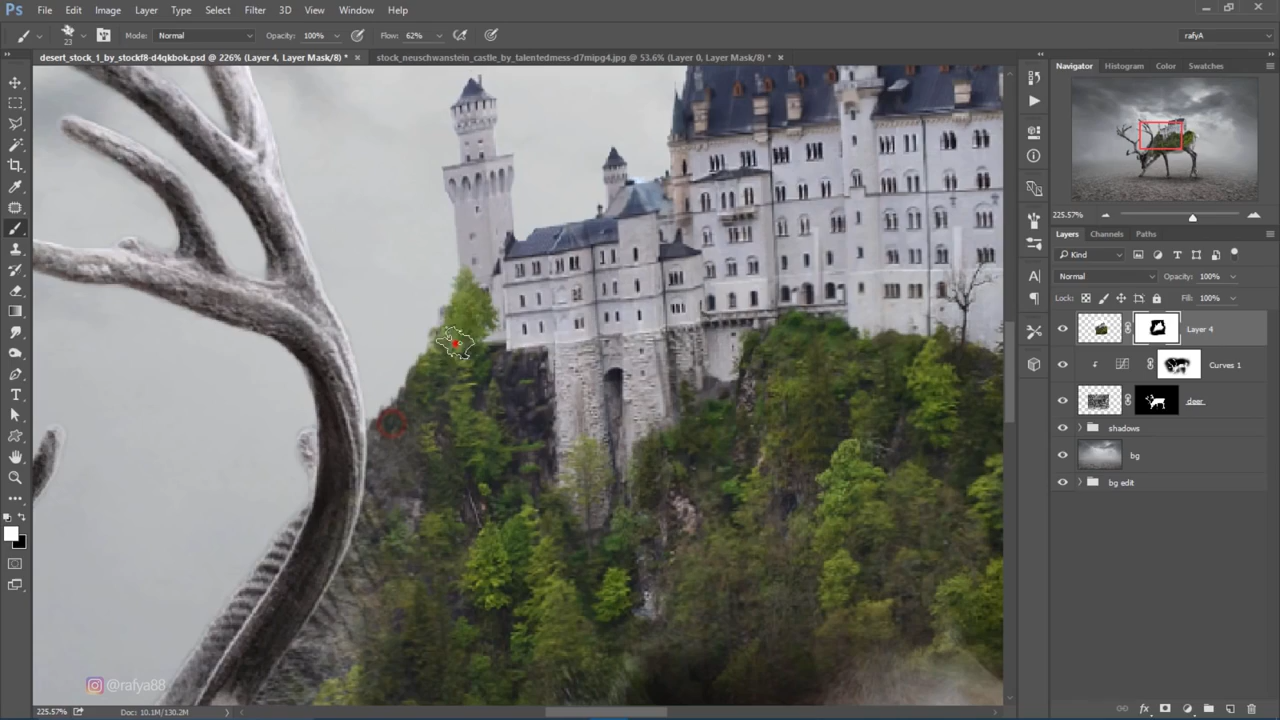 Ps File Edit Image Layer Type Select Filter 3D View Window Help
23 Mode: Normal Opacity: 100% Flow: 62% rafyA
desert_stock_1_by_stockf8-d4qkbok.psd @ 226% (Layer 4, Layer Mask/8) * × stock_neuschwanstein_castle_by_talentedmess-d7mipg4.jpg @ 53.6% (Layer 0, Layer Mask/8) * ×
Navigator Histogram Color Swatches
225.57%
Layers Channels Paths
Kind
Normal Opacity: 100%
Lock: Fill: 100%
Layer 4
Curves 1
deer
shadows
bg
bg edit
@rafya88
225.57% Doc: 10.1M/130.2M
fx